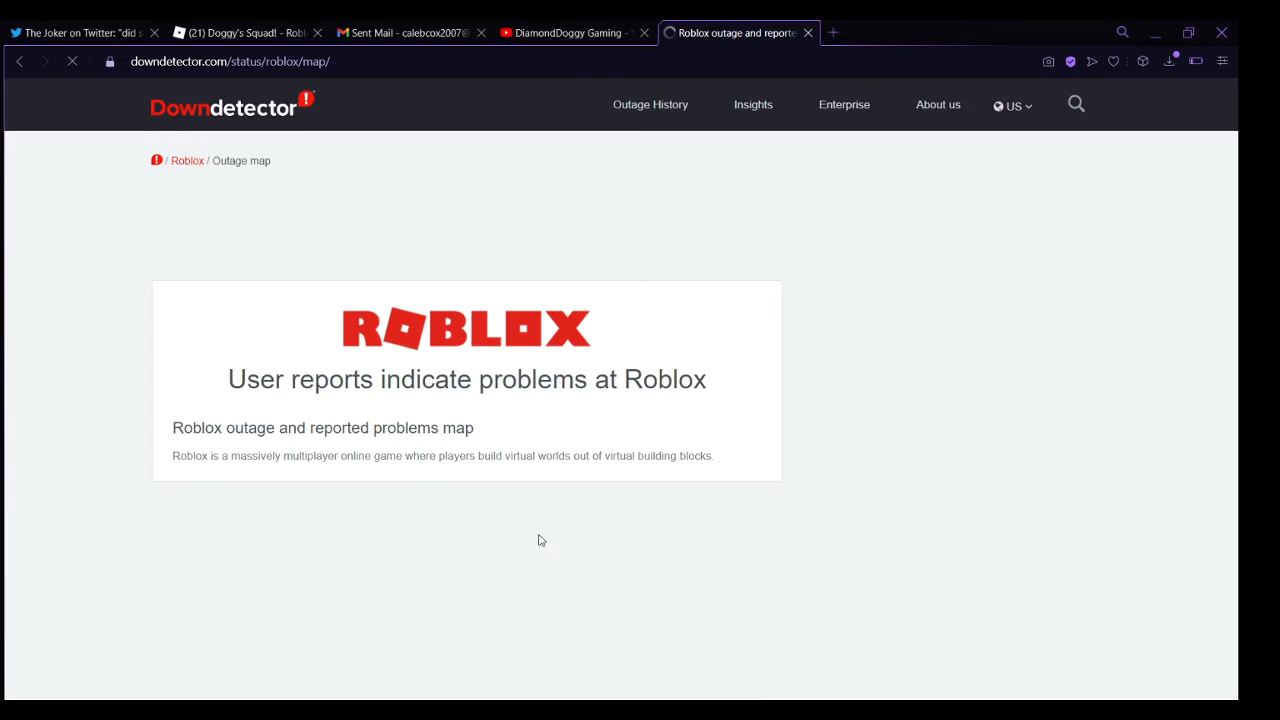 The Joker on Twitter: "did s
(21) Doggy's Squad! - Robl
Sent Mail - calebcox2007@
DiamondDoggy Gaming -
Roblox outage and reporte
downdetector.com/status/roblox/map/
Downdetector
Outage History
Insights
Enterprise
About us
US
/ Roblox / Outage map
ROBLOX
User reports indicate problems at Roblox
Roblox outage and reported problems map
Roblox is a massively multiplayer online game where players build virtual worlds out of virtual building blocks.